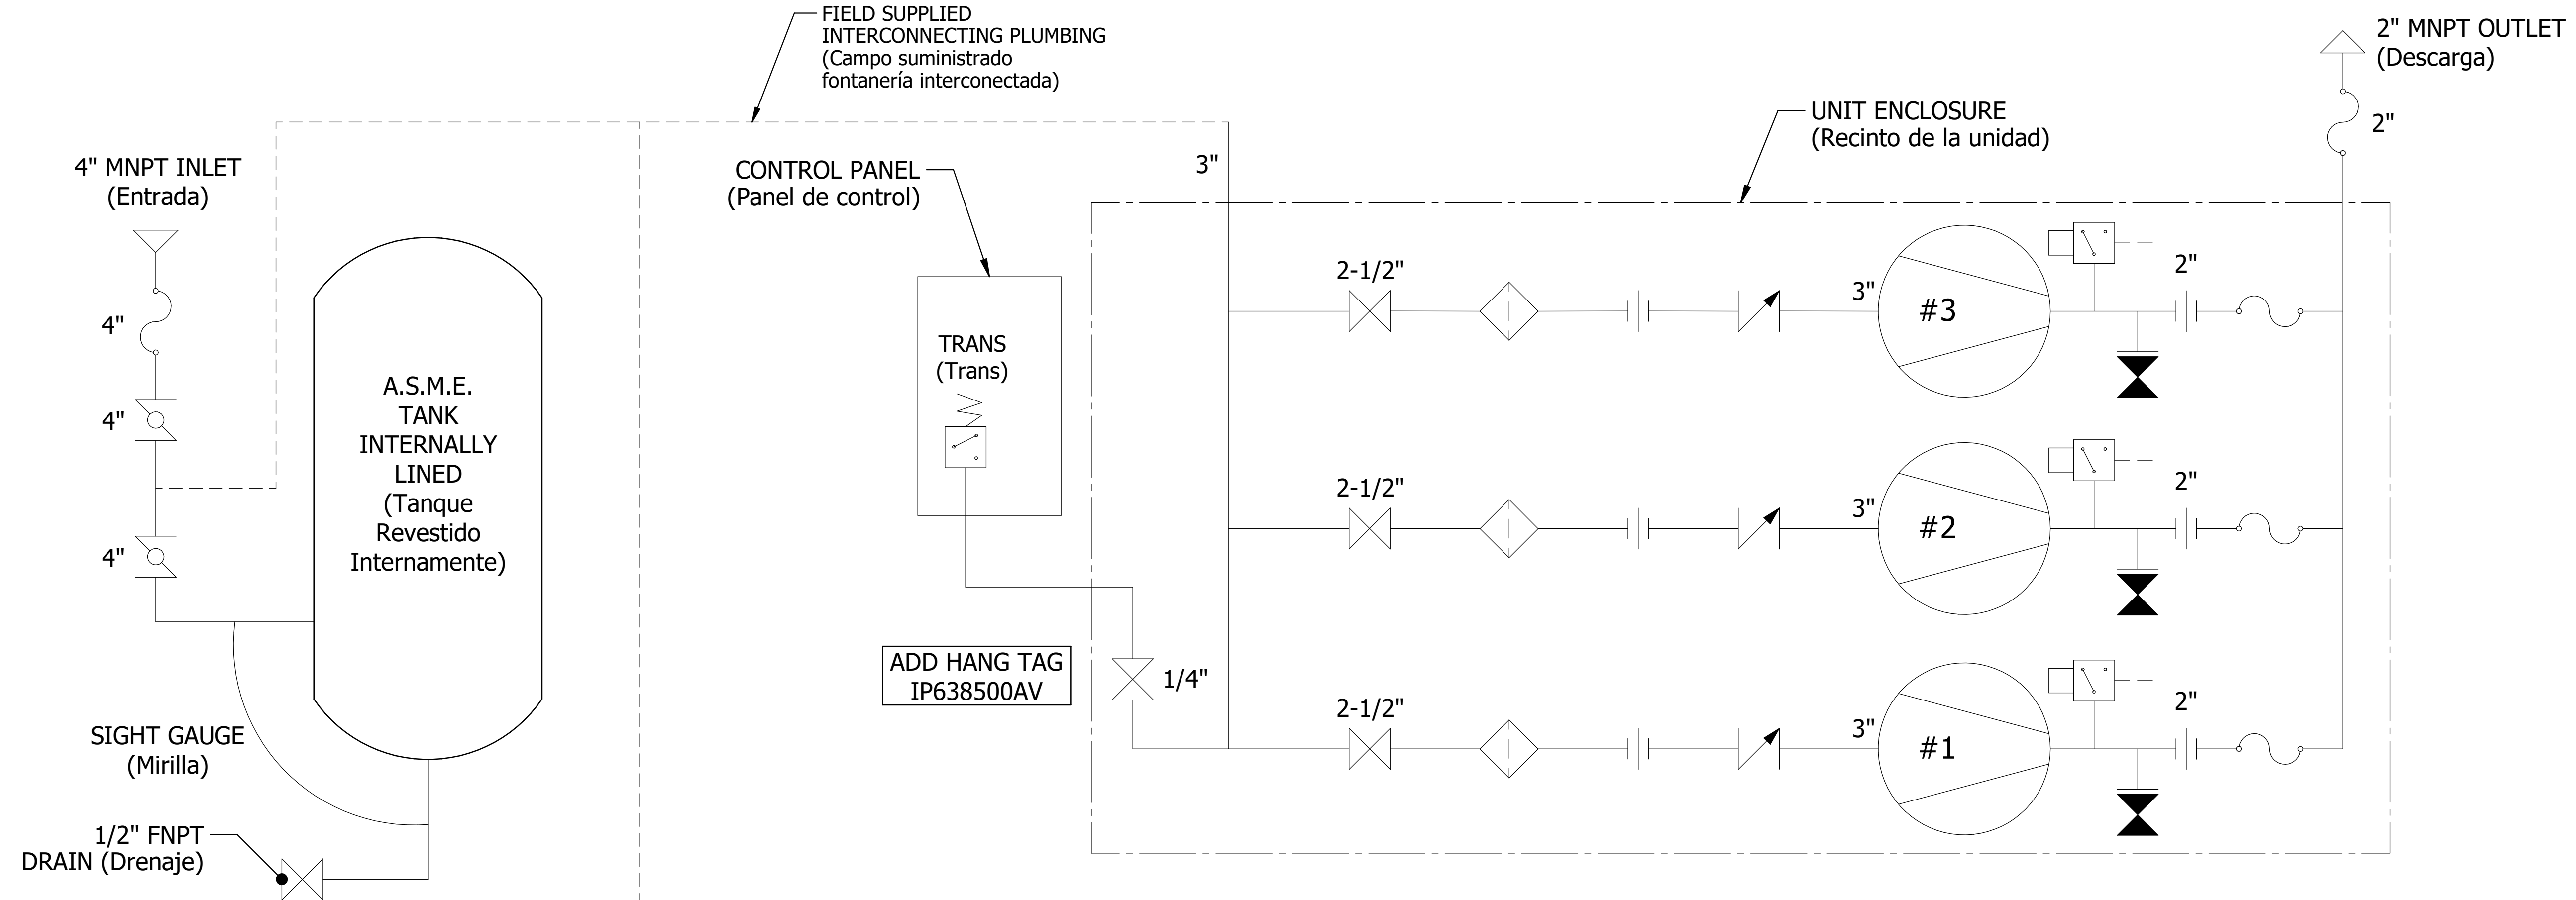 FIELD SUPPLIED
INTERCONNECTING PLUMBING
(Campo suministrado
fontanería interconectada)
2" MNPT OUTLET
(Descarga)
2"
UNIT ENCLOSURE
(Recinto de la unidad)
4" MNPT INLET
(Entrada)
3"
CONTROL PANEL
(Panel de control)
4"
4"
4"
A.S.M.E.
TANK
INTERNALLY
LINED
(Tanque
Revestido
Internamente)
TRANS
(Trans)
2-1/2"
3"
#3
2"
2-1/2"
3"
#2
2"
ADD HANG TAG
IP638500AV
1/4"
2-1/2"
3"
#1
2"
SIGHT GAUGE
(Mirilla)
1/2" FNPT
DRAIN (Drenaje)